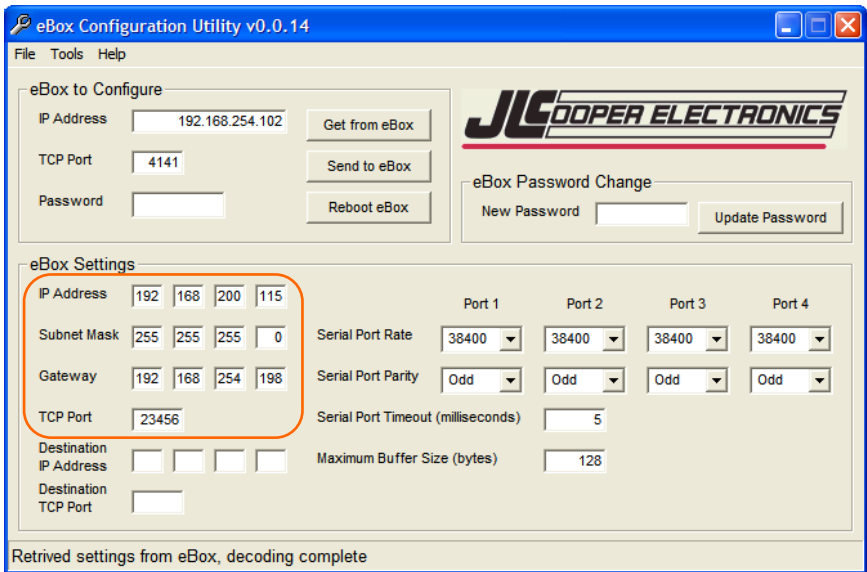 eBox Configuration Utility v0.0.14
File Tools Help
eBox to Configure
IP Address 192.168.254.102 Get from eBox
TCP Port 4141 Send to eBox
Password Reboot eBox
JLCOOPER ELECTRONICS
eBox Password Change
New Password Update Password
eBox Settings
IP Address 192 168 200 115 Port 1 Port 2 Port 3 Port 4
Subnet Mask 255 255 255 0 Serial Port Rate 38400 38400 38400 38400
Gateway 192 168 254 198 Serial Port Parity Odd Odd Odd Odd
TCP Port 23456 Serial Port Timeout (milliseconds) 5
Destination
IP Address Maximum Buffer Size (bytes) 128
Destination
TCP Port
Retrived settings from eBox, decoding complete